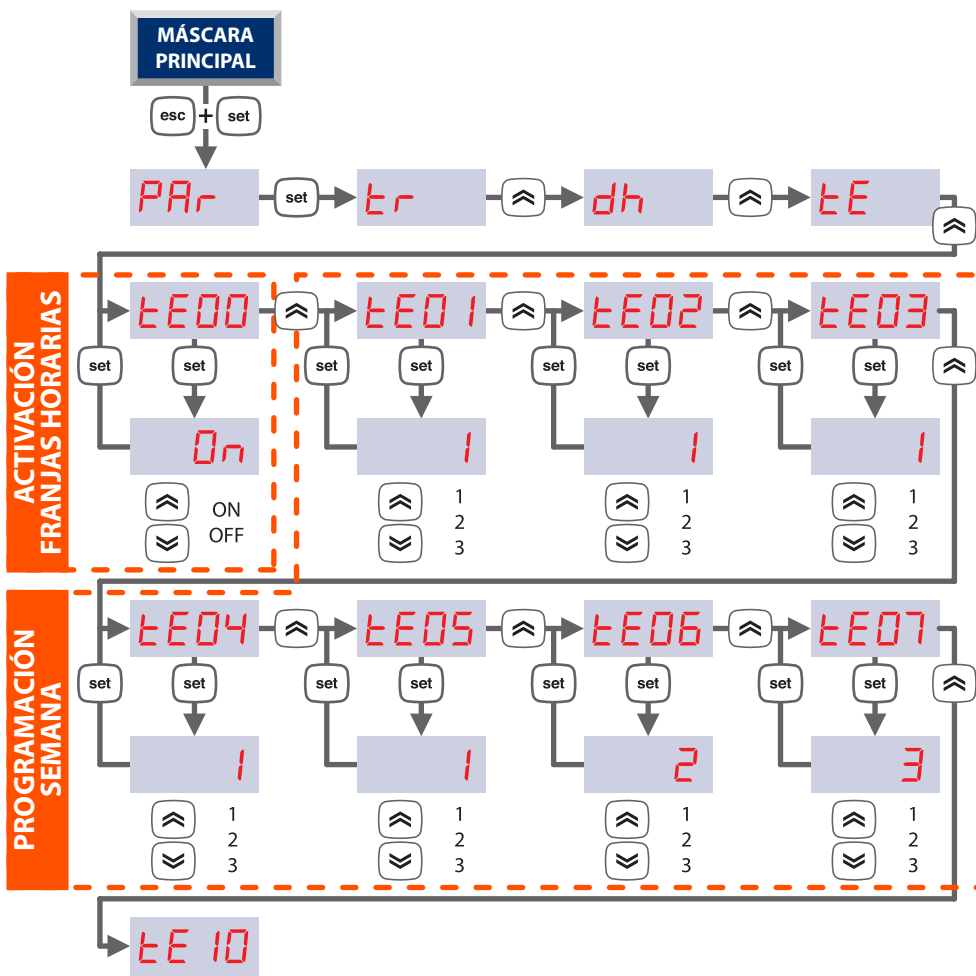 MÁSCARA
PRINCIPAL
esc + set
PAr set tr dh tE
ACTIVACIÓN
FRANJAS HORARIAS
tE00 tE01 tE02 tE03
set set set set set set set set
On 1 1 1
ON
OFF
1
2
3
1
2
3
1
2
3
PROGRAMACIÓN
SEMANA
tE04 tE05 tE06 tE07
set set set set set set set set
1 1 2 3
1
2
3
1
2
3
1
2
3
1
2
3
tE10